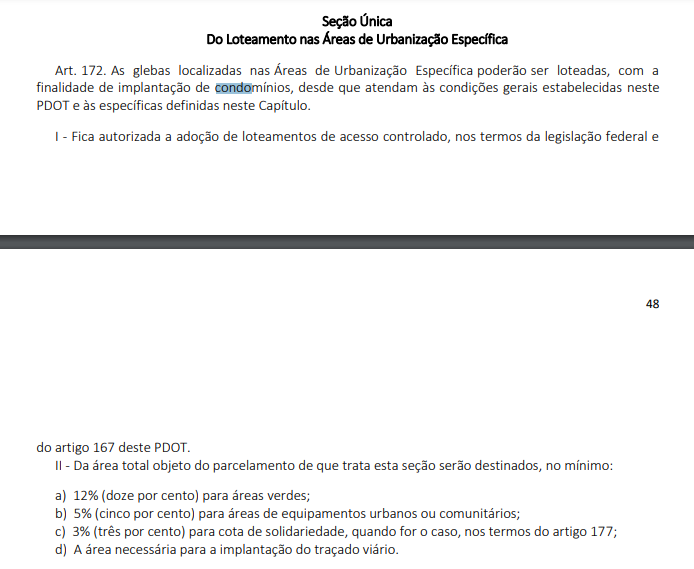 Seção Única
Do Loteamento nas Áreas de Urbanização Específica
Art. 172. As glebas localizadas nas Áreas de Urbanização Específica poderão ser loteadas, com a
finalidade de implantação de condomínios, desde que atendam às condições gerais estabelecidas neste
PDOT e às específicas definidas neste Capítulo.
I - Fica autorizada a adoção de loteamentos de acesso controlado, nos termos da legislação federal e
48
do artigo 167 deste PDOT.
II - Da área total objeto do parcelamento de que trata esta seção serão destinados, no mínimo:
a) 12% (doze por cento) para áreas verdes;
b) 5% (cinco por cento) para áreas de equipamentos urbanos ou comunitários;
c) 3% (três por cento) para cota de solidariedade, quando for o caso, nos termos do artigo 177;
d) A área necessária para a implantação do traçado viário.